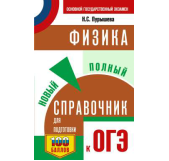 ОСНОВНОЙ ГОСУДАРСТВЕННЫЙ ЭКЗАМЕН
Н.С. Пурышева
ФИЗИКА
НОВЫЙ
ПОЛНЫЙ
СПРАВОЧНИК
ДЛЯ
ПОДГОТОВКИ
К ОГЭ
100
БАЛЛОВ